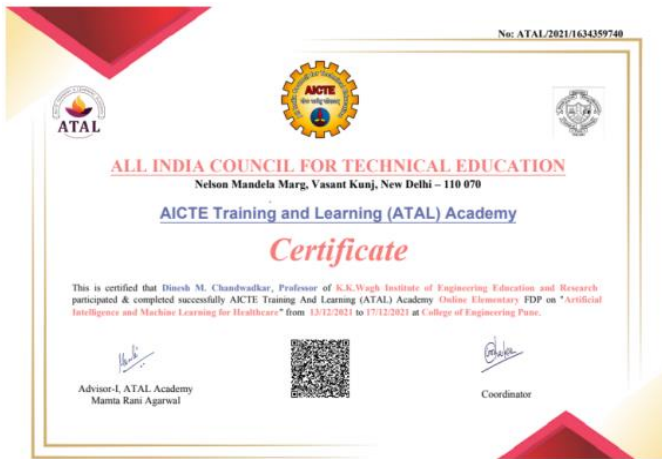 No: ATAL/2021/1634359740
AICTE
ATAL
ALL INDIA COUNCIL FOR TECHNICAL EDUCATION
Nelson Mandela Marg, Vasant Kunj, New Delhi – 110 070
AICTE Training and Learning (ATAL) Academy
Certificate
This is certified that Dinesh M. Chandwadkar, Professor of K.K.Wagh Institute of Engineering Education and Research
participated & completed successfully AICTE Training And Learning (ATAL) Academy Online Elementary FDP on "Artificial
Intelligence and Machine Learning for Healthcare" from 13/12/2021 to 17/12/2021 at College of Engineering Pune.
Advisor-I, ATAL Academy
Mamta Rani Agarwal
Coordinator